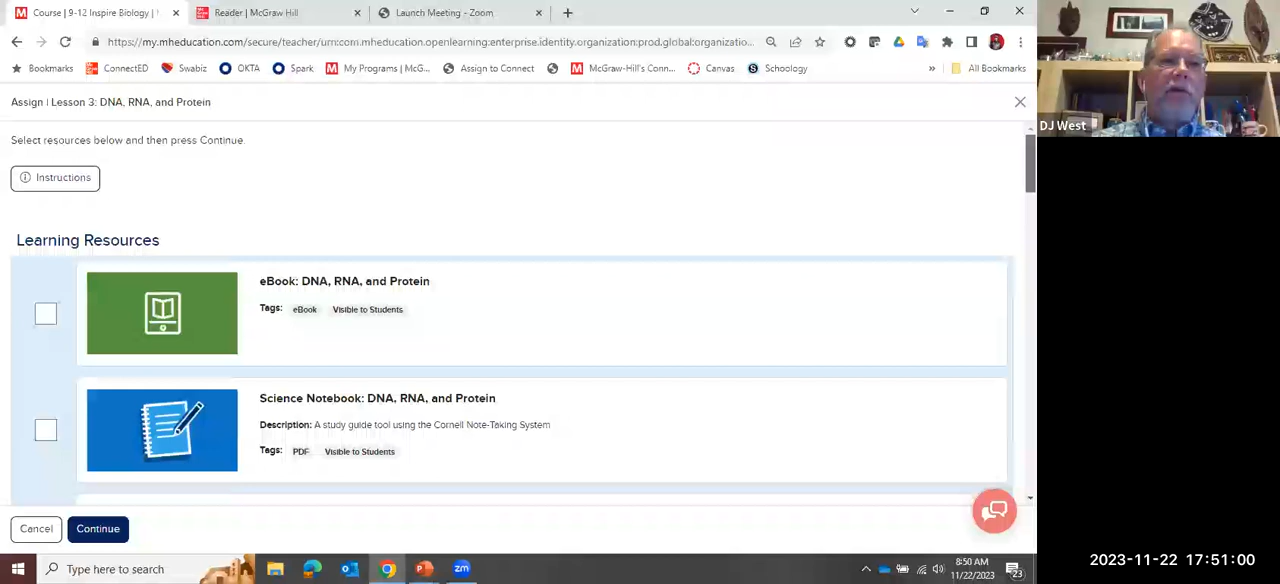 Course | 9-12 Inspire Biology |
Reader | McGraw Hill
Launch Meeting - Zoom
https://my.mheducation.com/secure/teacher/urn:com.mheducation.openlearning:enterprise.identity.organization:prod.global:organizatio...
Bookmarks
ConnectED
Swabiz
OKTA
Spark
My Programs | McG...
Assign to Connect
McGraw-Hill's Conn...
Canvas
Schoology
»
All Bookmarks
Assign | Lesson 3: DNA, RNA, and Protein
DJ West
Select resources below and then press Continue.
Instructions
Learning Resources
eBook: DNA, RNA, and Protein
Tags: eBook Visible to Students
Science Notebook: DNA, RNA, and Protein
Description: A study guide tool using the Cornell Note-Taking System
Tags: PDF Visible to Students
Cancel
Continue
Type here to search
zm
8:50 AM
11/22/2023
23
2023-11-22 17:51:00